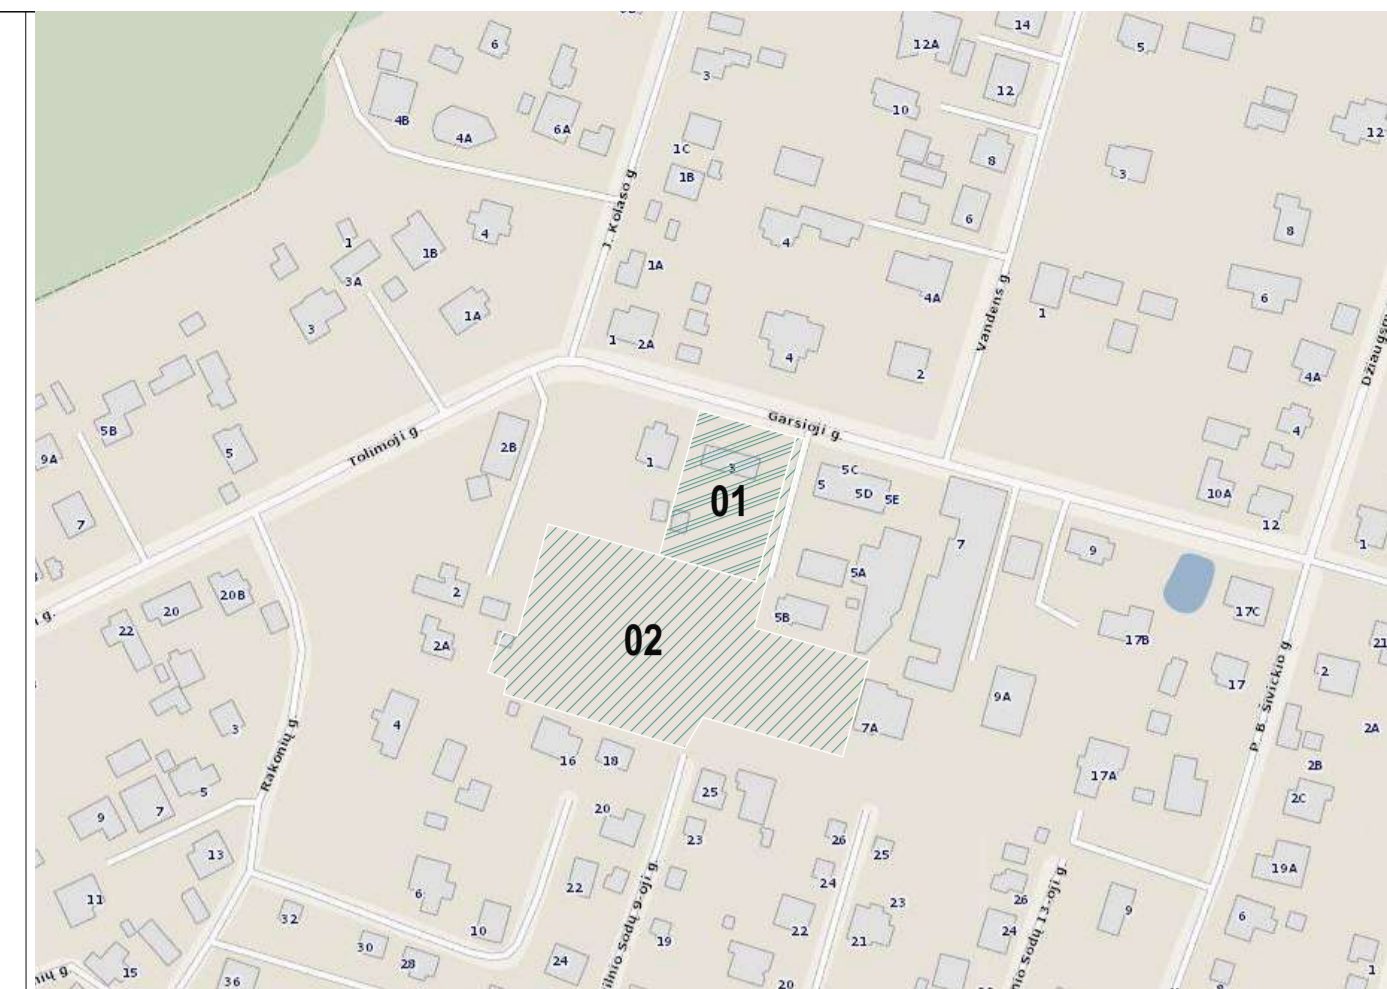 14
6
12A
5
3
12
4B
10
12
4A
6A
1C
8
1B
3
J. Kolaso g.
6
4
1
8
1B
4
3A
1A
4A
6
1A
Vandens g.
1
3
1
2A
4
2
4A
Garsioji g.
4
5B
Tolimoji g.
2B
1
3
5C
9A
5
5
5D
5E
10A
01
7
12
7
1
9
5A
20B
2
20
17C
5B
22
02
17B
2A
21
2
17
9A
P. B. Sivickio g.
3
4
7A
2A
Rakonių g.
16
18
2B
17A
5
25
2C
7
20
9
23
26
13
25
19A
24
22
6
11
26
23
9
32
6
10
22
24
19
21
30
28
24
15
1
36
20